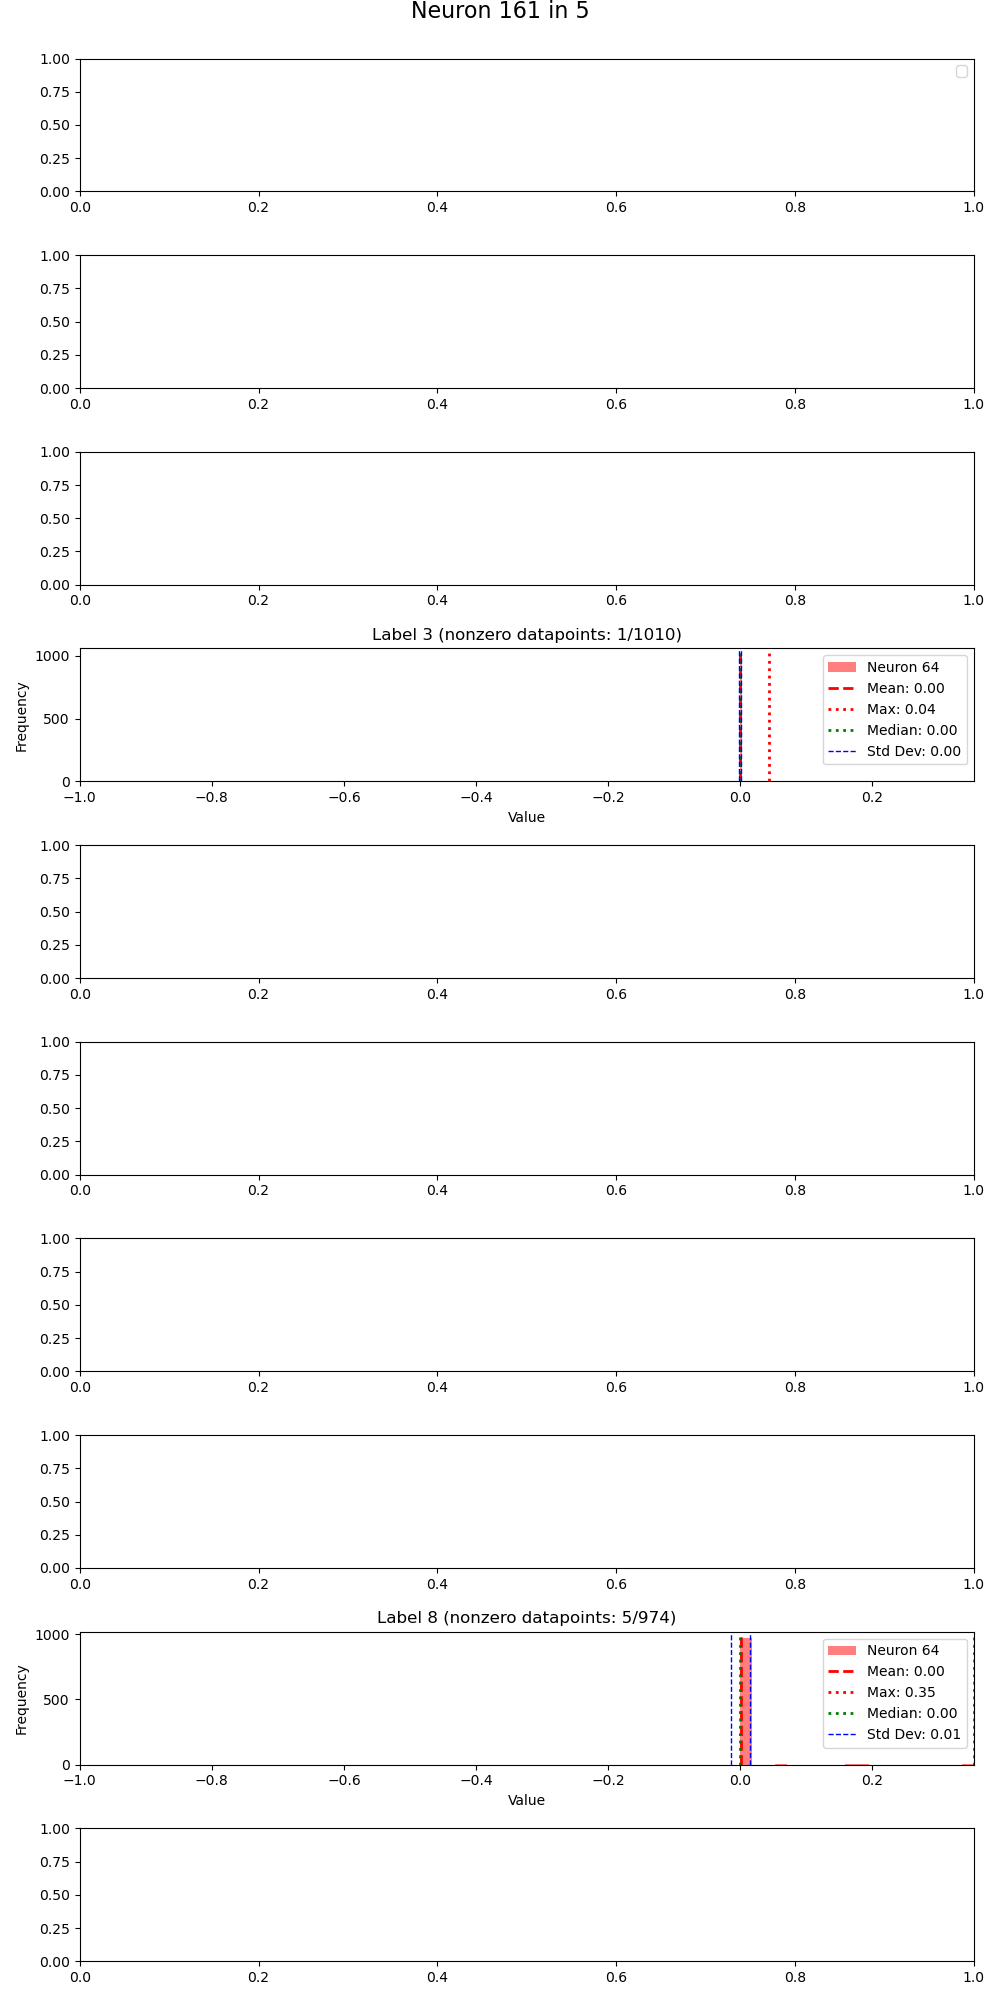 Neuron 161 in 5
1.00
0.75
0.50
0.25
0.00
0.0 0.2 0.4 0.6 0.8 1.0
1.00
0.75
0.50
0.25
0.00
0.0 0.2 0.4 0.6 0.8 1.0
1.00
0.75
0.50
0.25
0.00
0.0 0.2 0.4 0.6 0.8 1.0
Label 3 (nonzero datapoints: 1/1010)
Frequency
1000
500
0
Neuron 64
Mean: 0.00
Max: 0.04
Median: 0.00
Std Dev: 0.00
−1.0 −0.8 −0.6 −0.4 −0.2 0.0 0.2
Value
1.00
0.75
0.50
0.25
0.00
0.0 0.2 0.4 0.6 0.8 1.0
1.00
0.75
0.50
0.25
0.00
0.0 0.2 0.4 0.6 0.8 1.0
1.00
0.75
0.50
0.25
0.00
0.0 0.2 0.4 0.6 0.8 1.0
1.00
0.75
0.50
0.25
0.00
0.0 0.2 0.4 0.6 0.8 1.0
Label 8 (nonzero datapoints: 5/974)
Frequency
1000
500
0
Neuron 64
Mean: 0.00
Max: 0.35
Median: 0.00
Std Dev: 0.01
−1.0 −0.8 −0.6 −0.4 −0.2 0.0 0.2
Value
1.00
0.75
0.50
0.25
0.00
0.0 0.2 0.4 0.6 0.8 1.0